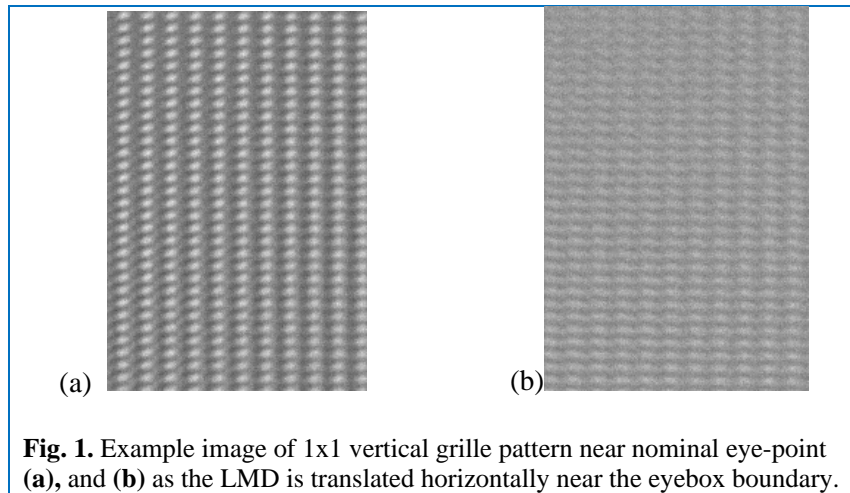 (a)
(b)
Fig. 1. Example image of 1x1 vertical grille pattern near nominal eye-point
(a), and (b) as the LMD is translated horizontally near the eyebox boundary.